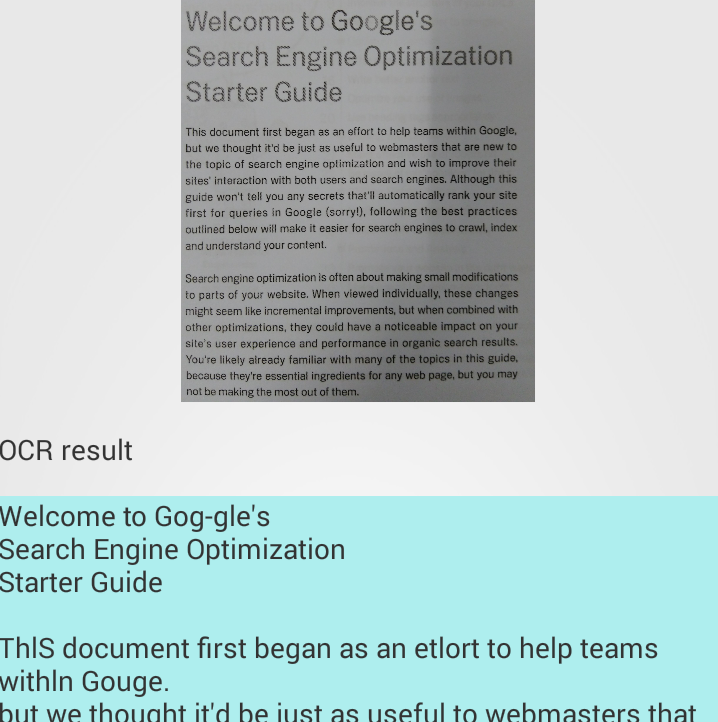 Welcome to Google's
Search Engine Optimization
Starter Guide
This document first began as an effort to help teams within Google,
but we thought it'd be just as useful to webmasters that are new to
the topic of search engine optimization and wish to improve their
sites' interaction with both users and search engines. Although this
guide won't tell you any secrets that'll automatically rank your site
first for queries in Google (sorry!), following the best practices
outlined below will make it easier for search engines to crawl, index
and understand your content.
Search engine optimization is often about making small modifications
to parts of your website. When viewed individually, these changes
might seem like incremental improvements, but when combined with
other optimizations, they could have a noticeable impact on your
site's user experience and performance in organic search results.
You're likely already familiar with many of the topics in this guide,
because they're essential ingredients for any web page, but you may
not be making the most out of them.
OCR result
Welcome to Gog-gle's
Search Engine Optimization
Starter Guide
ThlS document first began as an etlort to help teams
withln Gouge.
but we thought it'd be just as useful to webmasters that